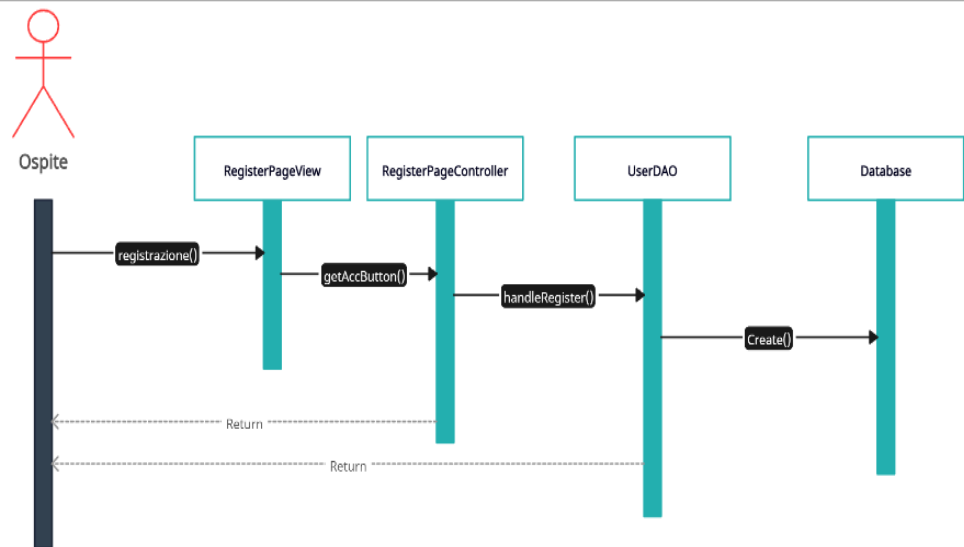 Ospite
RegisterPageView
RegisterPageController
UserDAO
Database
registrazione()
getAccButton()
handleRegister()
Create()
Return
Return